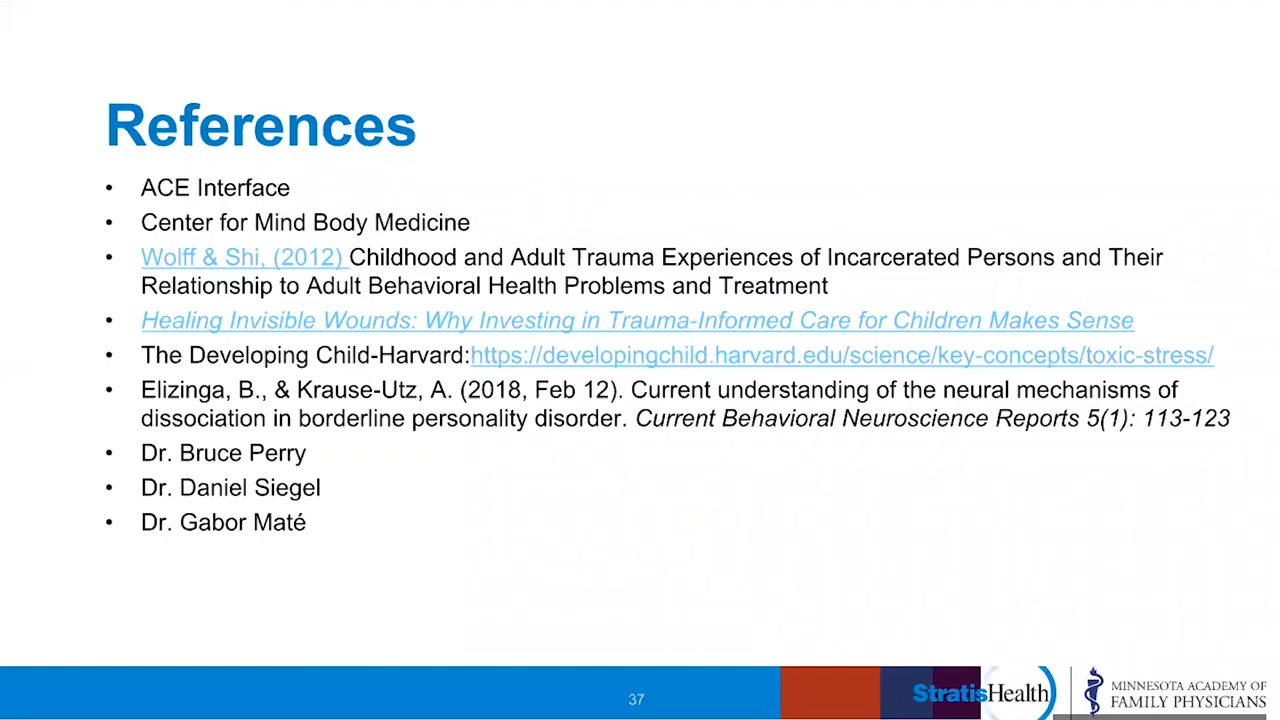 References
• ACE Interface
• Center for Mind Body Medicine
• Wolff & Shi, (2012) Childhood and Adult Trauma Experiences of Incarcerated Persons and Their
Relationship to Adult Behavioral Health Problems and Treatment
• Healing Invisible Wounds: Why Investing in Trauma-Informed Care for Children Makes Sense
• The Developing Child-Harvard:https://developingchild.harvard.edu/science/key-concepts/toxic-stress/
• Elizinga, B., & Krause-Utz, A. (2018, Feb 12). Current understanding of the neural mechanisms of
dissociation in borderline personality disorder. Current Behavioral Neuroscience Reports 5(1): 113-123
• Dr. Bruce Perry
• Dr. Daniel Siegel
• Dr. Gabor Maté
37
StratisHealth
MINNESOTA ACADEMY OF
FAMILY PHYSICIANS